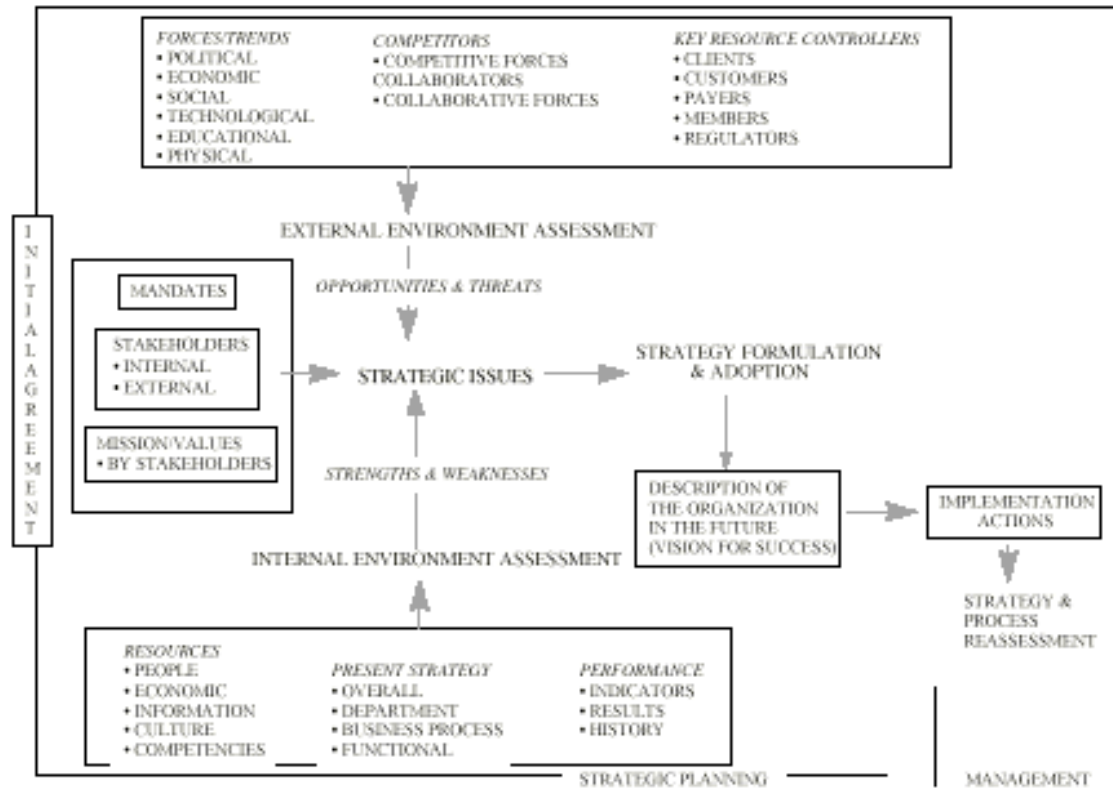 FORCES/TRENDS
• POLITICAL
• ECONOMIC
• SOCIAL
• TECHNOLOGICAL
• EDUCATIONAL
• PHYSICAL
COMPETITORS
• COMPETITIVE FORCES
COLLABORATORS
• COLLABORATIVE FORCES
KEY RESOURCE CONTROLLERS
• CLIENTS
• CUSTOMERS
• PAYERS
• MEMBERS
• REGULATORS
EXTERNAL ENVIRONMENT ASSESSMENT
OPPORTUNITIES & THREATS
INITIAL AGREEMENT
MANDATES
STAKEHOLDERS
• INTERNAL
• EXTERNAL
MISSION/VALUES
• BY STAKEHOLDERS
STRATEGIC ISSUES
STRATEGY FORMULATION
& ADOPTION
STRENGTHS & WEAKNESSES
DESCRIPTION OF
THE ORGANIZATION
IN THE FUTURE
(VISION FOR SUCCESS)
IMPLEMENTATION
ACTIONS
INTERNAL ENVIRONMENT ASSESSMENT
STRATEGY &
PROCESS
REASSESSMENT
RESOURCES
• PEOPLE
• ECONOMIC
• INFORMATION
• CULTURE
• COMPETENCIES
PRESENT STRATEGY
• OVERALL
• DEPARTMENT
• BUSINESS PROCESS
• FUNCTIONAL
PERFORMANCE
• INDICATORS
• RESULTS
• HISTORY
STRATEGIC PLANNING
MANAGEMENT